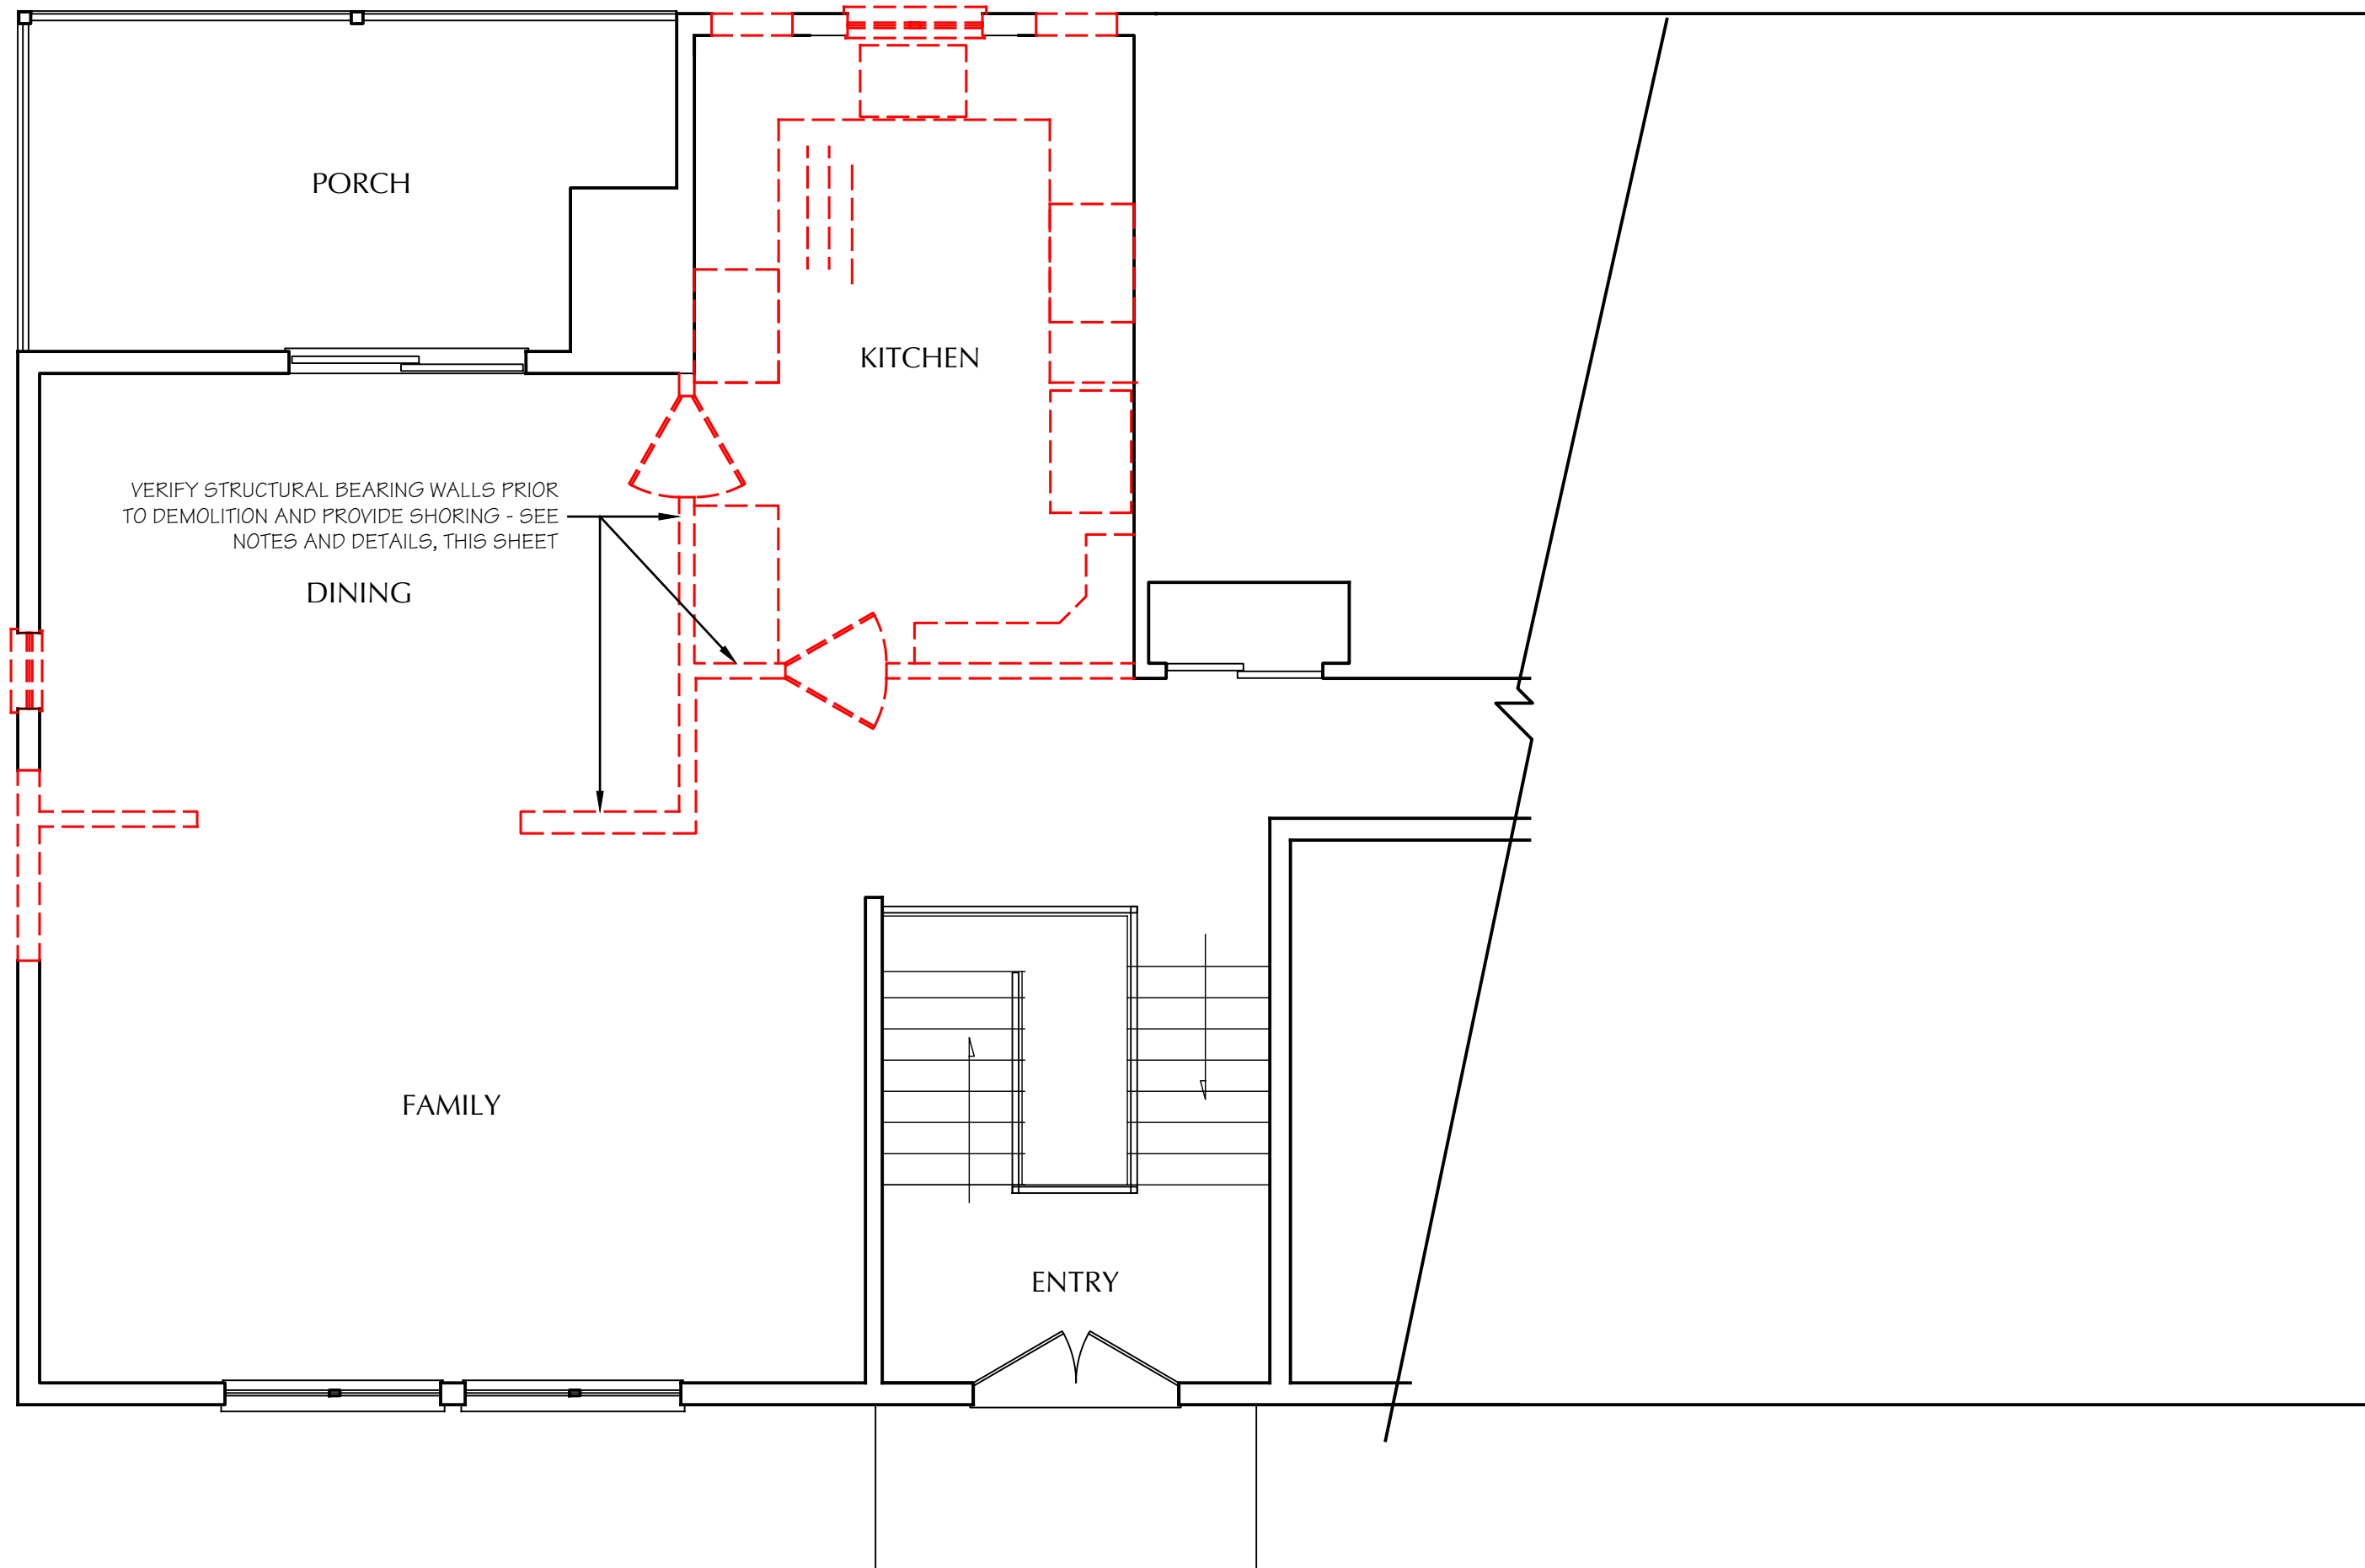 PORCH
KITCHEN
VERIFY STRUCTURAL BEARING WALLS PRIOR
TO DEMOLITION AND PROVIDE SHORING - SEE
NOTES AND DETAILS, THIS SHEET
DINING
FAMILY
ENTRY